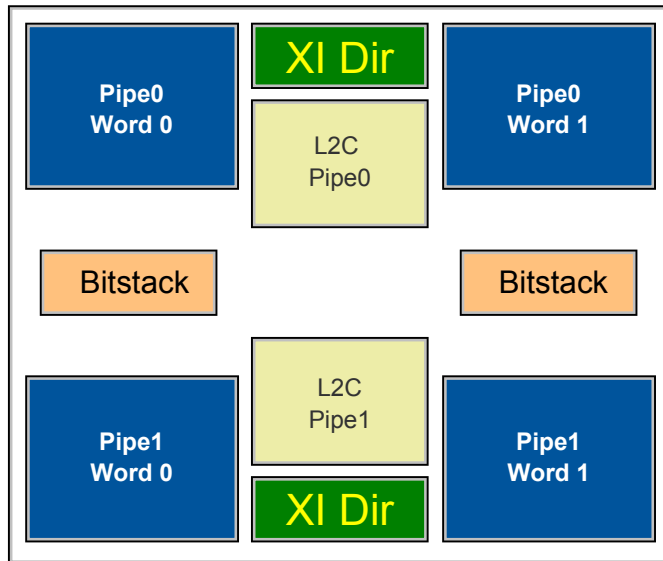 Pipe0
Word 0
XI Dir
L2C
Pipe0
Pipe0
Word 1
Bitstack
Bitstack
Pipe1
Word 0
L2C
Pipe1
XI Dir
Pipe1
Word 1